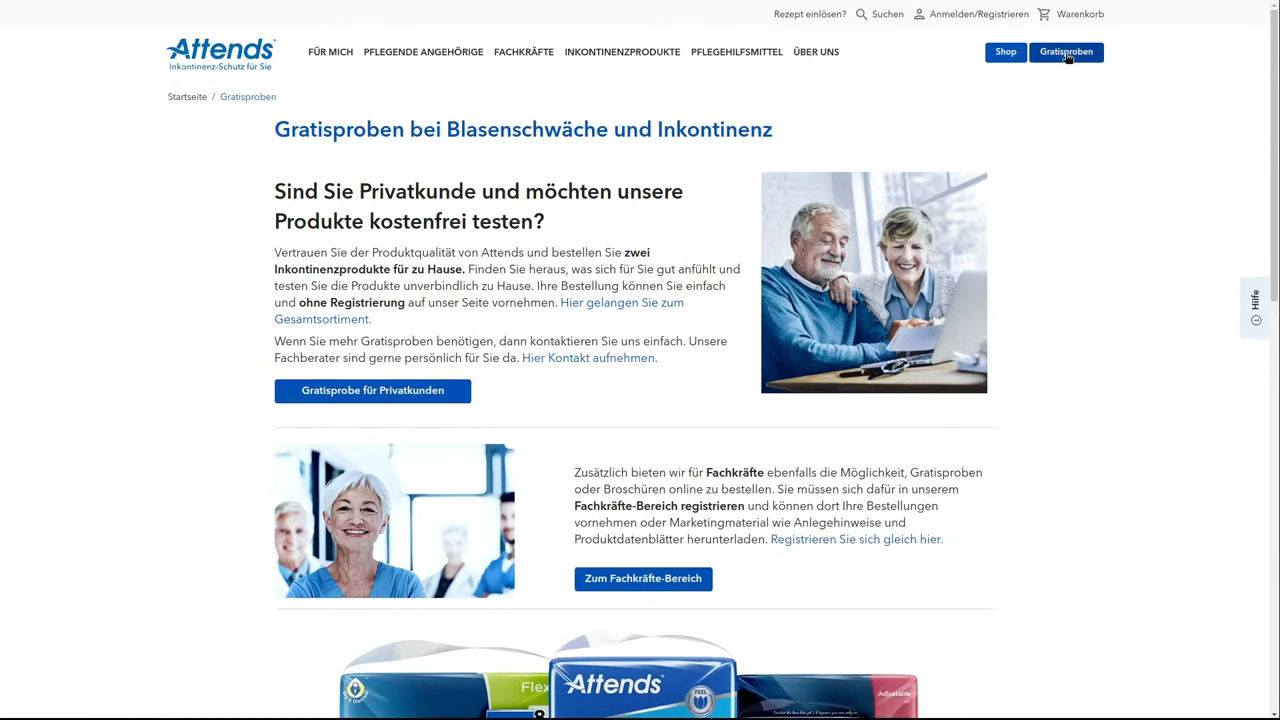 Rezept einlösen? Suchen Anmelden/Registrieren Warenkorb
Attends
Inkontinenz-Schutz für Sie
FÜR MICH PFLEGENDE ANGEHÖRIGE FACHKRÄFTE INKONTINENZPRODUKTE PFLEGEHILFSMITTEL ÜBER UNS
Shop Gratisproben
Startseite / Gratisproben
Gratisproben bei Blasenschwäche und Inkontinenz
Sind Sie Privatkunde und möchten unsere
Produkte kostenfrei testen?
Vertrauen Sie der Produktqualität von Attends und bestellen Sie zwei
Inkontinenzprodukte für zu Hause. Finden Sie heraus, was sich für Sie gut anfühlt und
testen Sie die Produkte unverbindlich zu Hause. Ihre Bestellung können Sie einfach
und ohne Registrierung auf unser Seite vornehmen. Hier gelangen Sie zum
Gesamtsortiment.
Wenn Sie mehr Gratisproben benötigen, dann kontaktieren Sie uns einfach. Unsere
Fachberater sind gerne persönlich für Sie da. Hier Kontakt aufnehmen.
Gratisprobe für Privatkunden
Hilfe
Zusätzlich bieten wir für Fachkräfte ebenfalls die Möglichkeit, Gratisproben
oder Broschüren online zu bestellen. Sie müssen sich dafür in unserem
Fachkräfte-Bereich registrieren und können dort Ihre Bestellungen
vornehmen oder Marketingmaterial wie Anlegehinweise und
Produktdatenblätter herunterladen. Registrieren Sie sich gleich hier.
Zum Fachkräfte-Bereich
Flex
8
Attends
FEEL
Adjustable